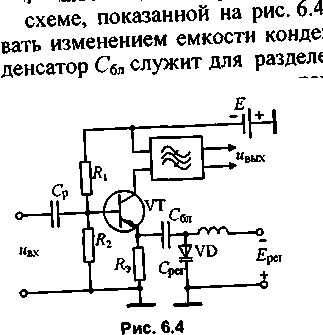 схеме, показанной на рис. 6.4
вать изменением емкости конде
денсатор Cбл служит для разделе
E
− +
R1
uвых
Cр
VT
Cбл
uвх
R2
Rэ
Cрег
VD
−
Eрег
+
Рис. 6.4